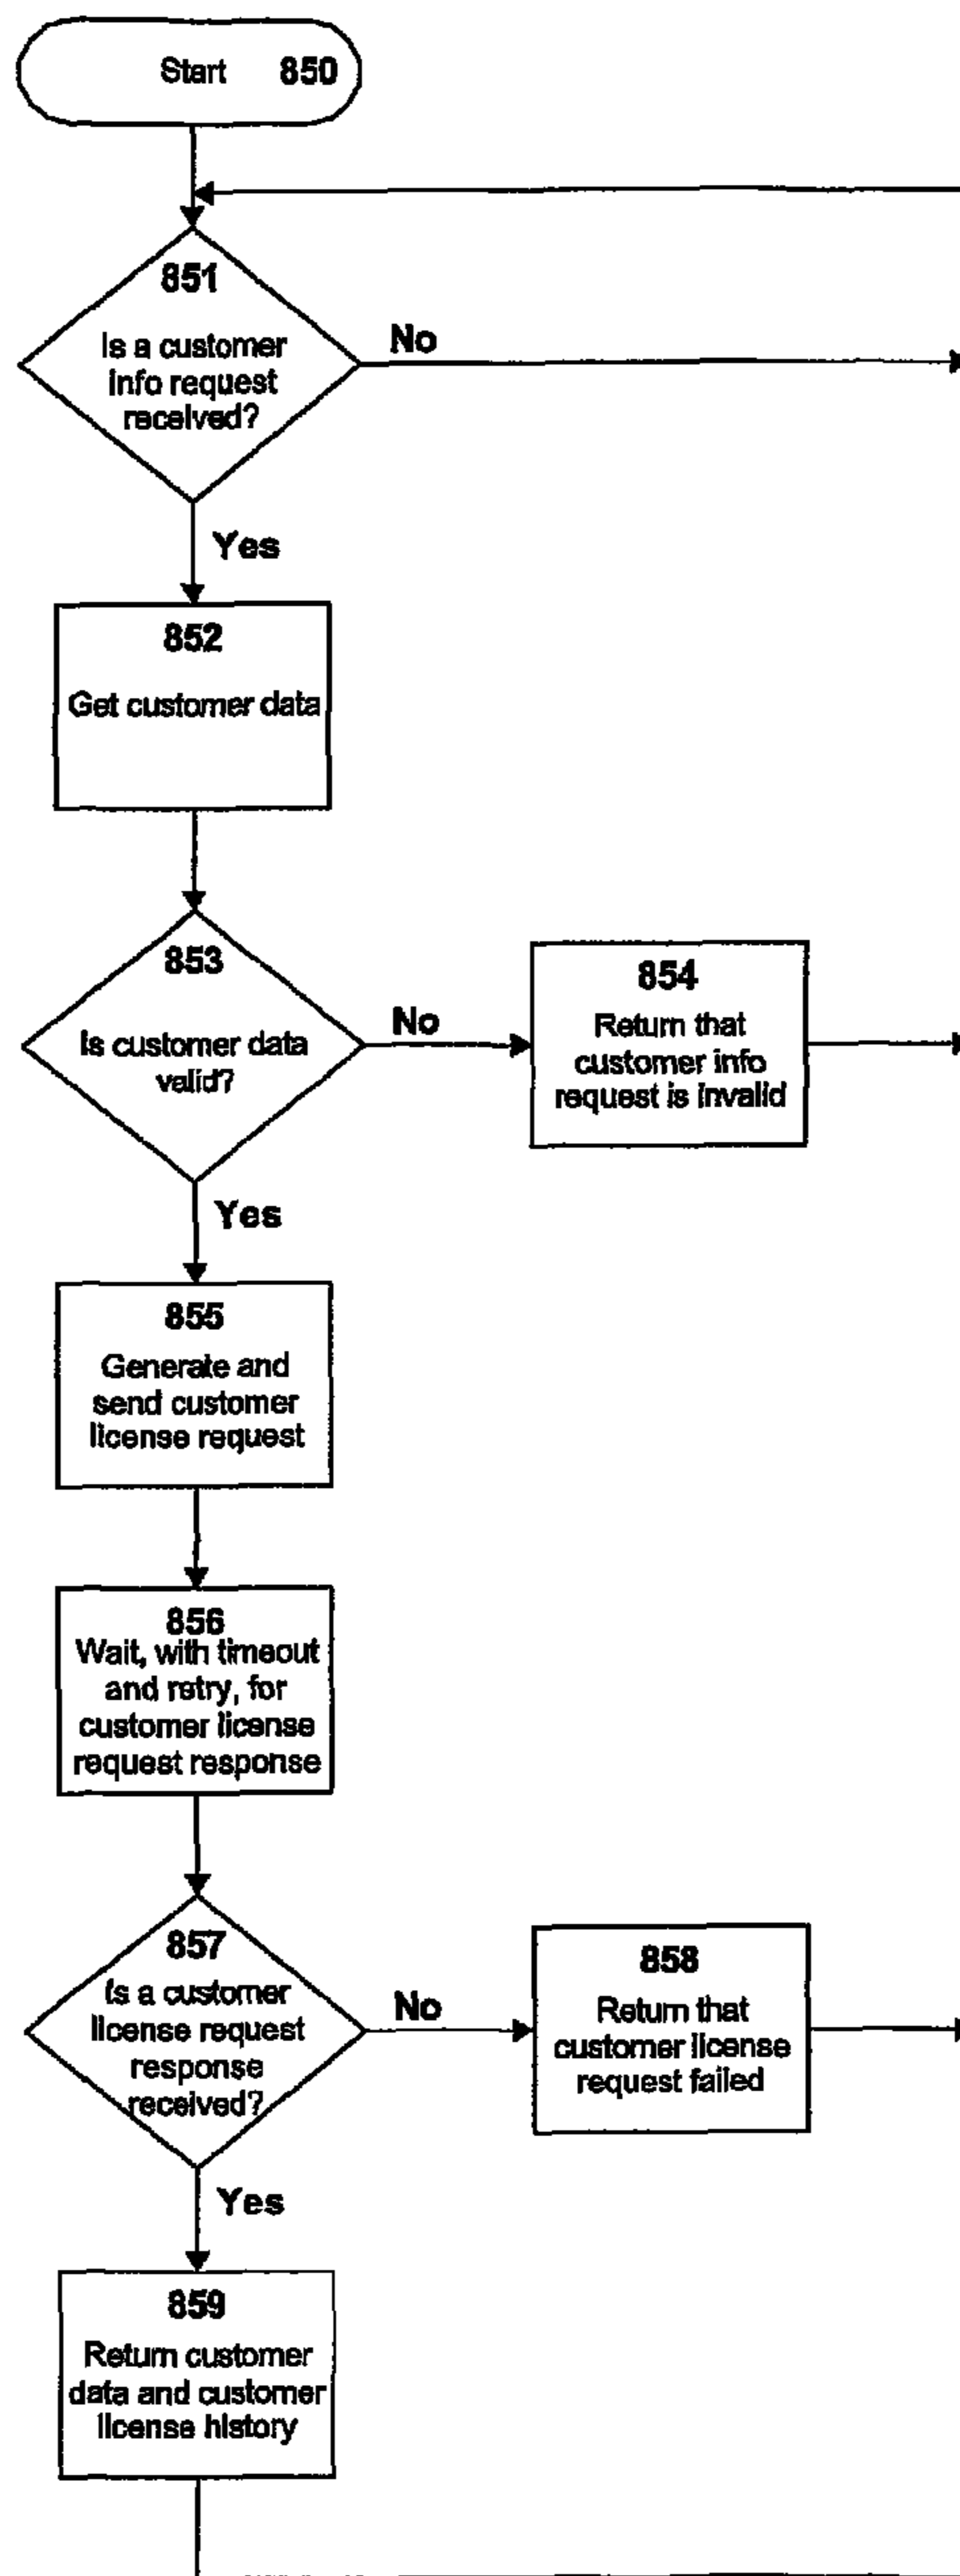 Start 850
851
Is a customer
info request
received?
No
Yes
852
Get customer data
853
Is customer data
valid?
No
854
Return that
customer info
request is invalid
Yes
855
Generate and
send customer
license request
856
Wait, with timeout
and retry, for
customer license
request response
857
Is a customer
license request
response
received?
No
858
Return that
customer license
request failed
Yes
859
Return customer
data and customer
license history